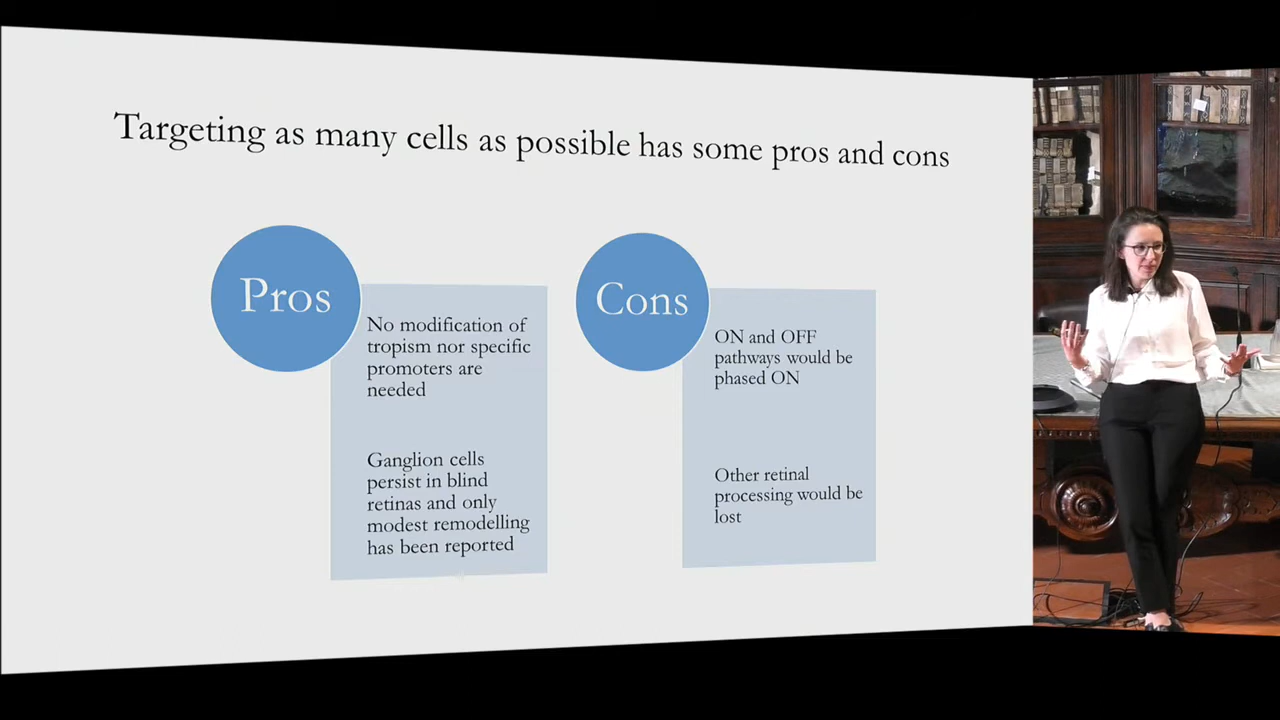 Targeting as many cells as possible has some pros and cons
Pros
No modification of
tropism nor specific
promoters are
needed
Ganglion cells
persist in blind
retinas and only
modest remodelling
has been reported
Cons
ON and OFF
pathways would be
phased ON
Other retinal
processing would be
lost